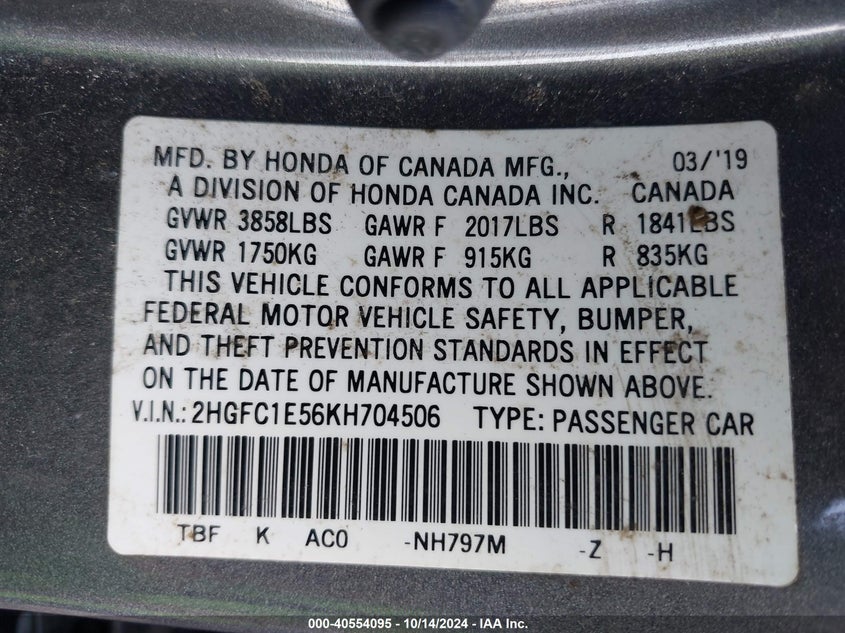 MFD. BY HONDA OF CANADA MFG., 03/'19
A DIVISION OF HONDA CANADA INC. CANADA
GVWR 3858LBS GAWR F 2017LBS R 1841LBS
GVWR 1750KG GAWR F 915KG R 835KG
THIS VEHICLE CONFORMS TO ALL APPLICABLE
FEDERAL MOTOR VEHICLE SAFETY, BUMPER,
AND THEFT PREVENTION STANDARDS IN EFFECT
ON THE DATE OF MANUFACTURE SHOWN ABOVE.
V.I.N.: 2HGFC1E56KH704506 TYPE: PASSENGER CAR
TBF K AC0 -NH797M -Z -H
000-40554095 - 10/14/2024 - IAA Inc.